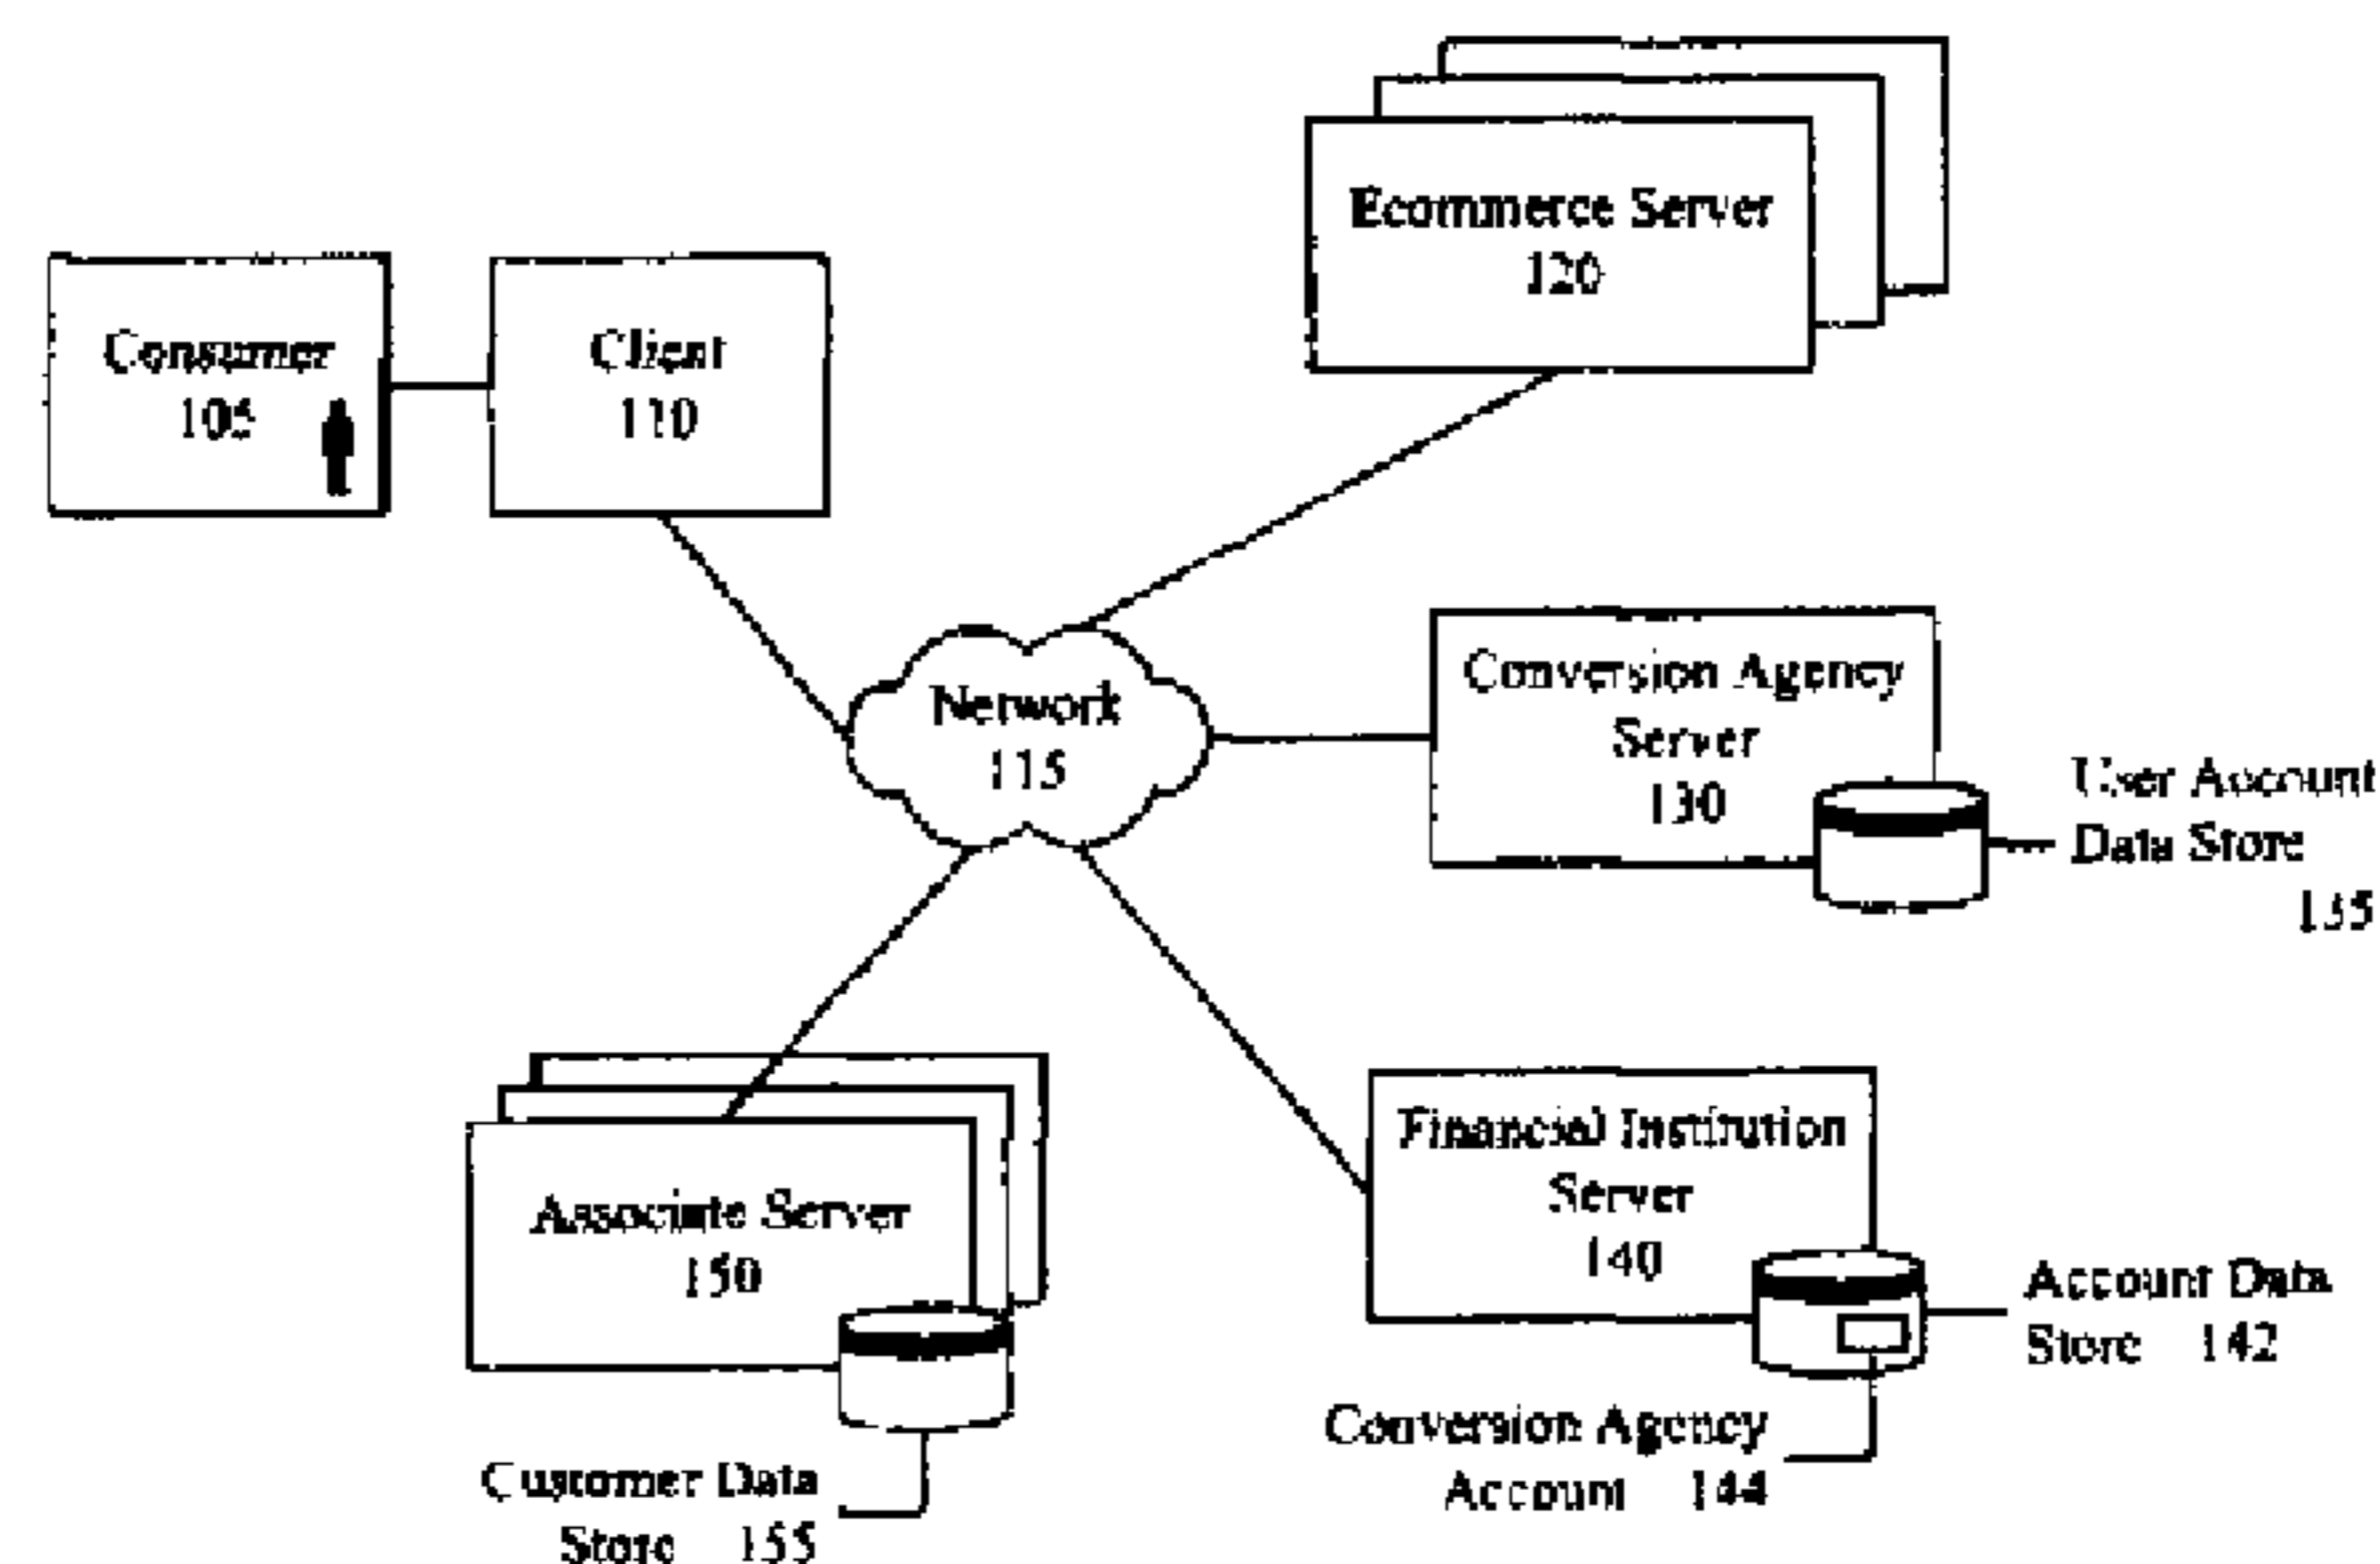 Ecommerce Server
120
Consumer
105
Client
110
Network
115
Conversion Agency
Server
130
User Account
Data Store
135
Associate Server
150
Customer Data
Store 155
Financial Institution
Server
140
Account Data
Store 142
Conversion Agency
Account 144